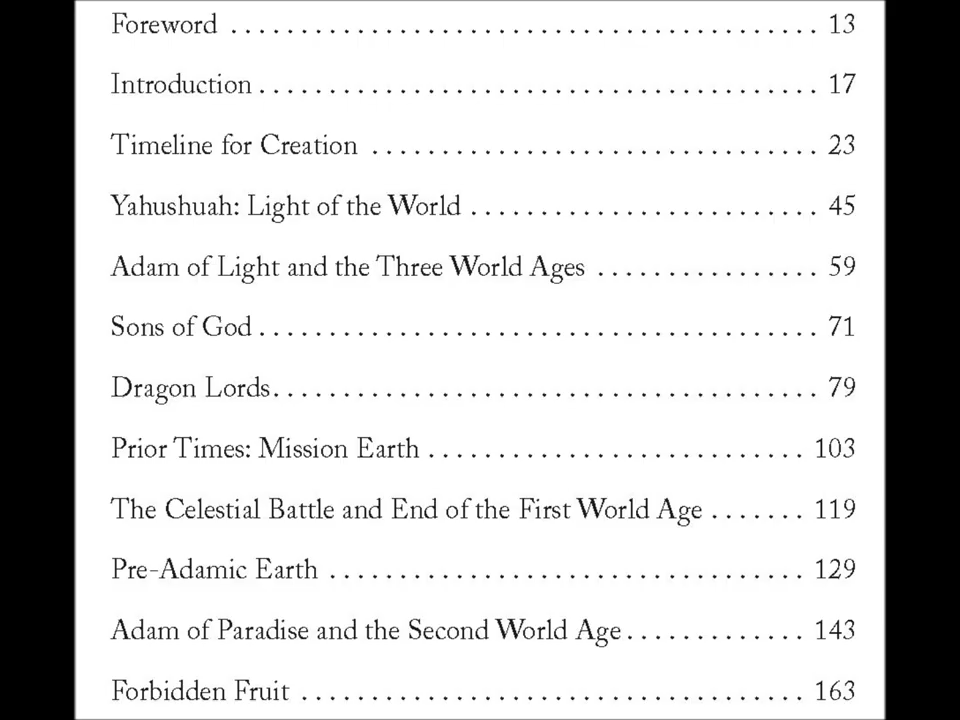 Foreword . . . . . . . . . . . . . . . . . . . . . . . . . . . . . . . . . . . . . . . . . . 13
Introduction . . . . . . . . . . . . . . . . . . . . . . . . . . . . . . . . . . . . . . . . 17
Timeline for Creation . . . . . . . . . . . . . . . . . . . . . . . . . . . . . . . . 23
Yahushuah: Light of the World . . . . . . . . . . . . . . . . . . . . . . . . . 45
Adam of Light and the Three World Ages . . . . . . . . . . . . . . . . 59
Sons of God . . . . . . . . . . . . . . . . . . . . . . . . . . . . . . . . . . . . . . . . 71
Dragon Lords. . . . . . . . . . . . . . . . . . . . . . . . . . . . . . . . . . . . . . . 79
Prior Times: Mission Earth . . . . . . . . . . . . . . . . . . . . . . . . . . . 103
The Celestial Battle and End of the First World Age . . . . . . . 119
Pre-Adamic Earth . . . . . . . . . . . . . . . . . . . . . . . . . . . . . . . . . . 129
Adam of Paradise and the Second World Age. . . . . . . . . . . . . 143
Forbidden Fruit . . . . . . . . . . . . . . . . . . . . . . . . . . . . . . . . . . . . 163